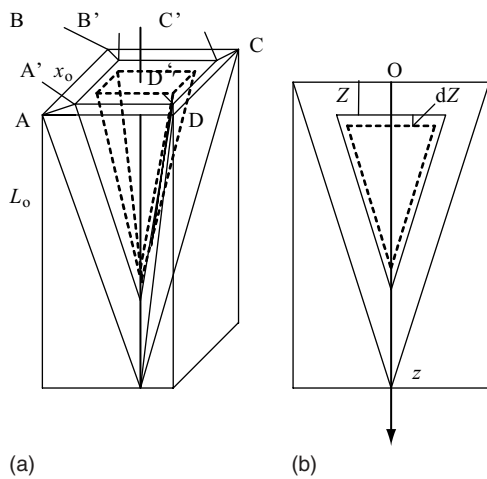 B B’ C’
C
A’ x₀
D‘
A D
L₀
O
Z dZ
z
(a) (b)